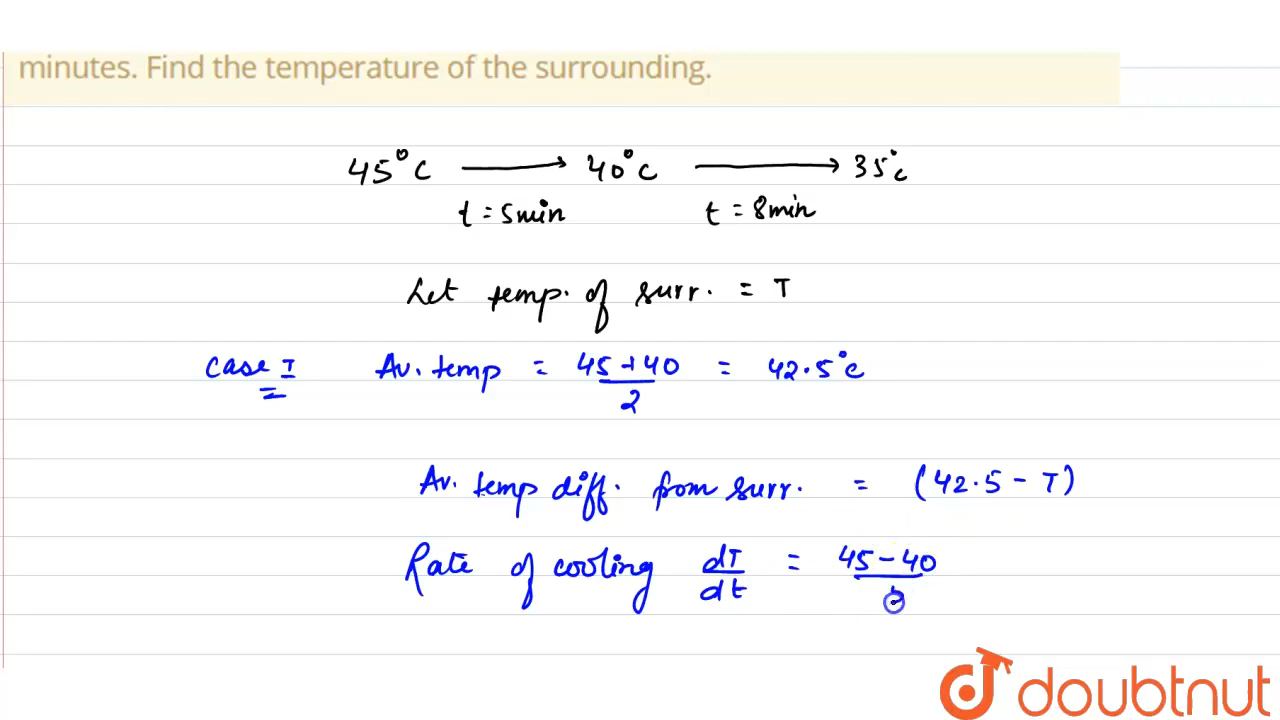 minutes. Find the temperature of the surrounding.
45°C ⟶ 40°C ⟶ 35°C
t = 5min t = 8min
Let temp. of surr. = T
Case I Av. temp = 45+40/2 = 42.5°C
Av. temp diff. from surr. = (42.5 - T)
Rate of cooling dT/dt = 45-40
doubtnut